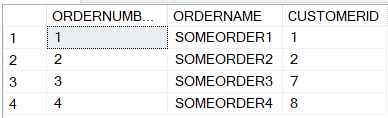 ORDERNUMB... ORDERNAME CUSTOMERID
1 1 SOMEORDER1 1
2 2 SOMEORDER2 2
3 3 SOMEORDER3 7
4 4 SOMEORDER4 8